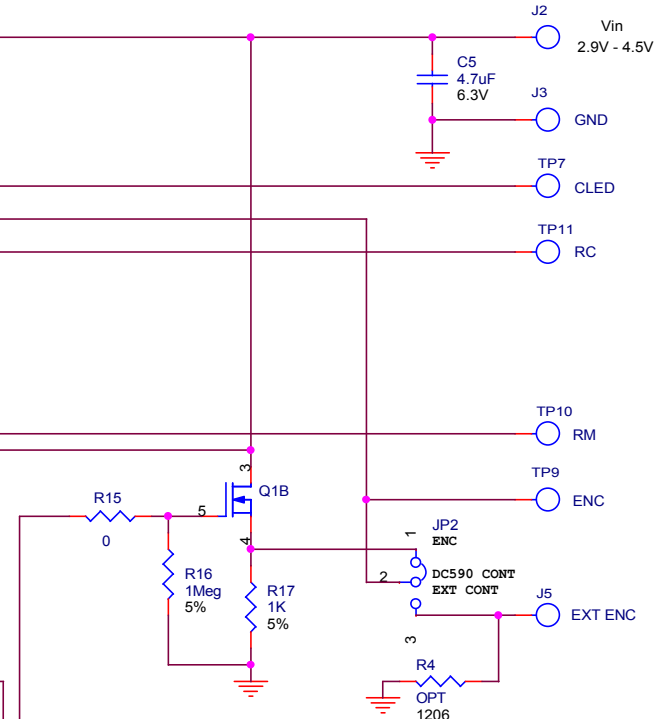 J2
Vin
2.9V - 4.5V
C5
4.7uF
6.3V
J3
GND
TP7
CLED
TP11
RC
TP10
RM
TP9
ENC
3
Q1B
R15
0
5
4
R16
1Meg
5%
R17
1K
5%
1
JP2
ENC
2
DC590 CONT
EXT CONT
3
J5
EXT ENC
R4
OPT
1206